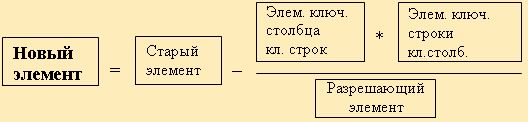 Новый
элемент
=
Старый
элемент
–
Элем. ключ.
столбца
кл. строк
*
Элем. ключ.
строки
кл.столб.
Разрешающий
элемент